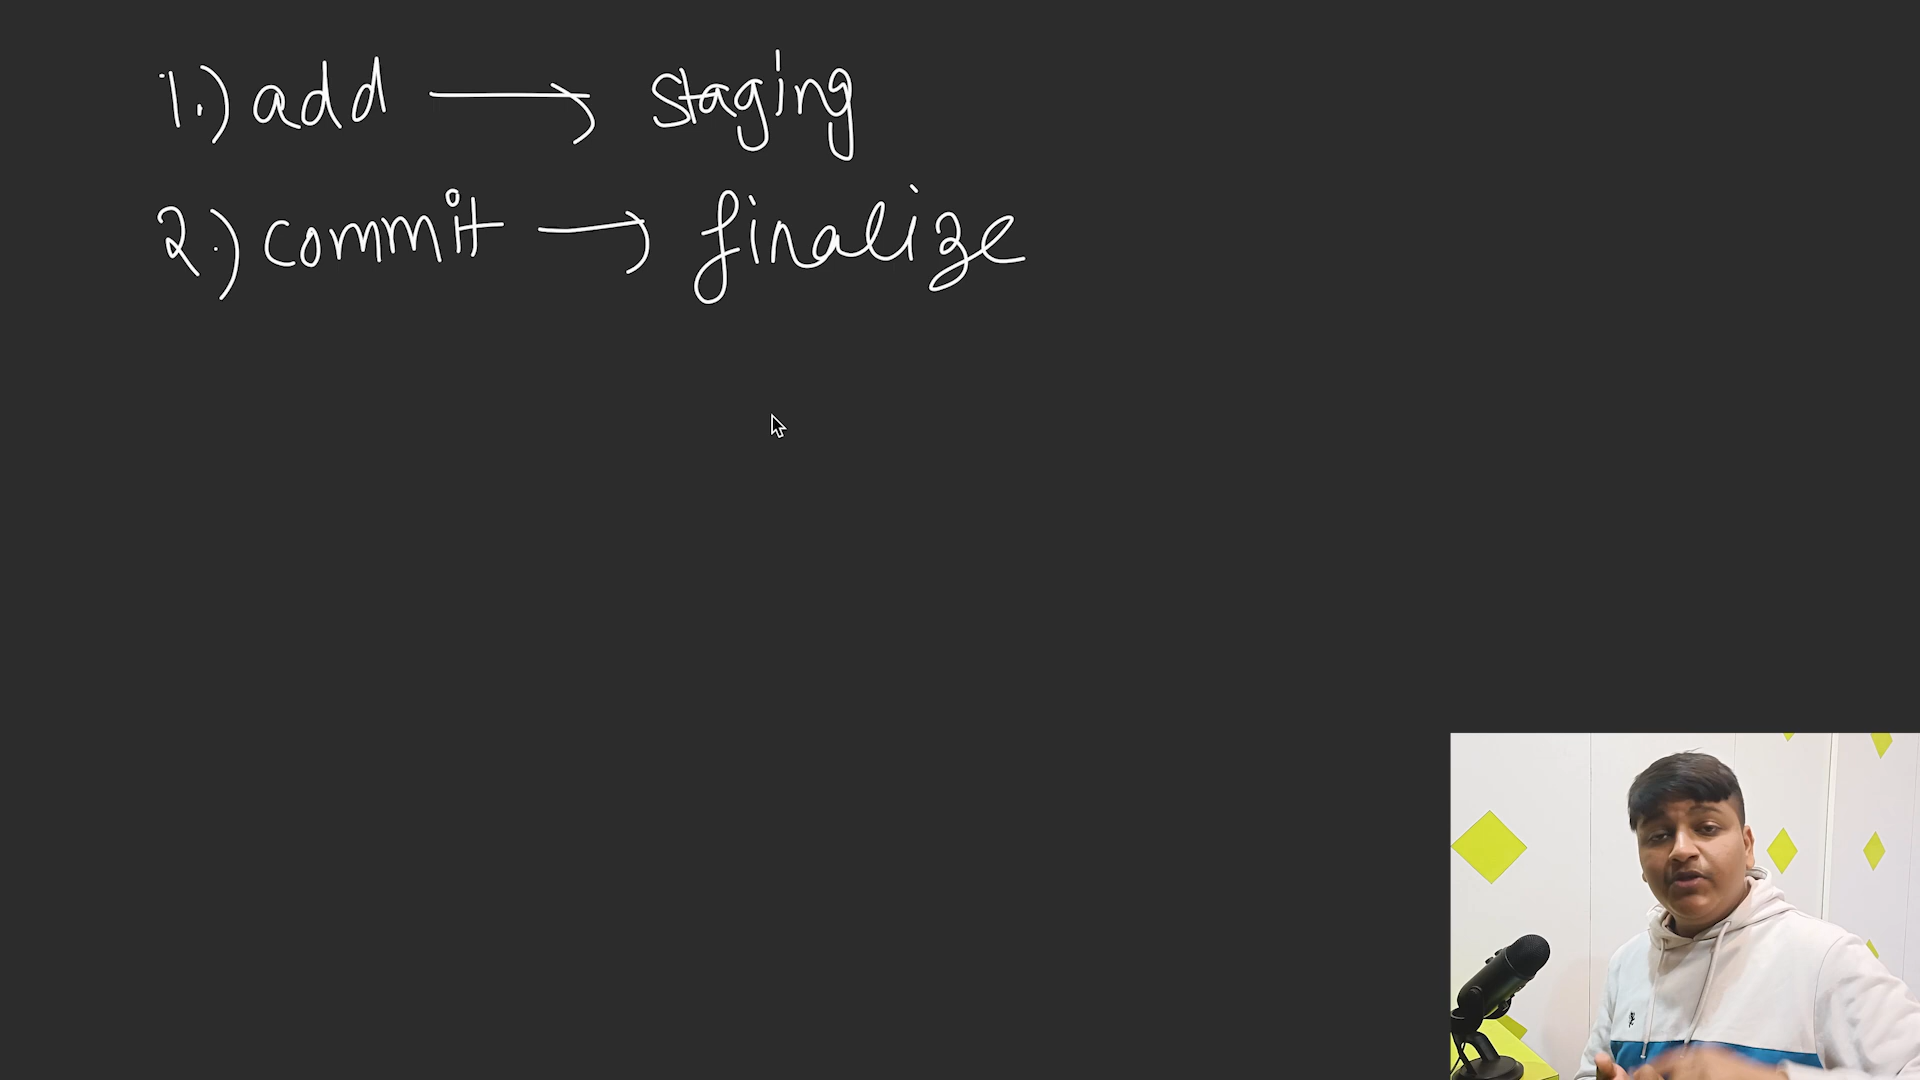 1.) add → staging
2.) commit → finalize